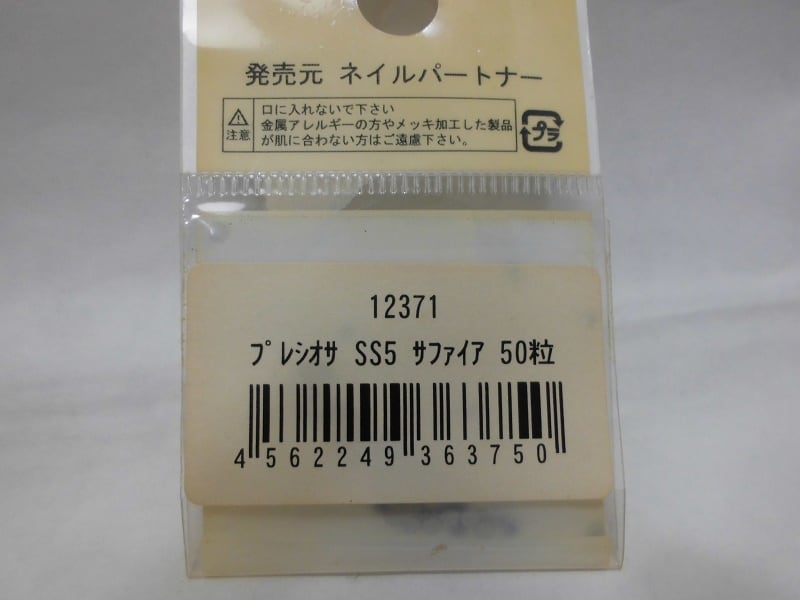 発売元 ネイルパートナー
注意
口に入れないで下さい
金属アレルギーの方やメッキ加工した製品
が肌に合わない方はご遠慮下さい。
プラ
12371
ﾌﾟﾚｼｵｻ SS5 ｻﾌｧｲｱ 50粒
4562249363750